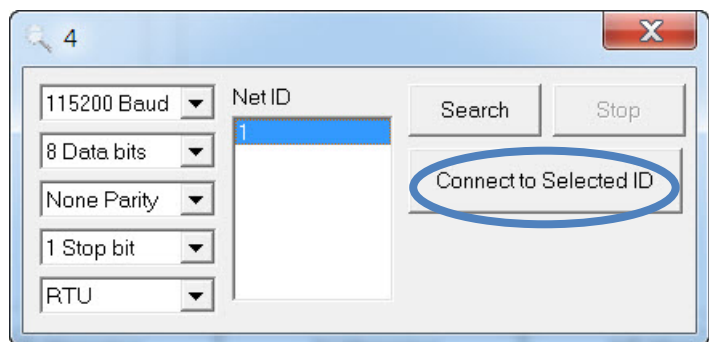 4
115200 Baud
8 Data bits
None Parity
1 Stop bit
RTU
Net ID
1
Search
Stop
Connect to Selected ID